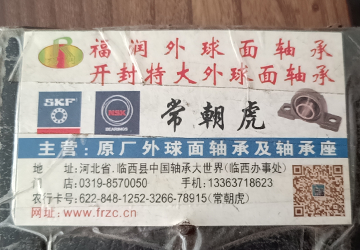 福润外球面轴承
开封特大外球面轴承
SKF
NSK
BEARINGS
常朝虎
主营：原厂外球面轴承及轴承座
地 址：河北省.临西县中国轴承大世界(临西办事处)
门 店：0319-8570050 手机：13363718623
农行卡号：622-848-1252-3266-78915(常朝虎)
网址：www.frzc.cn